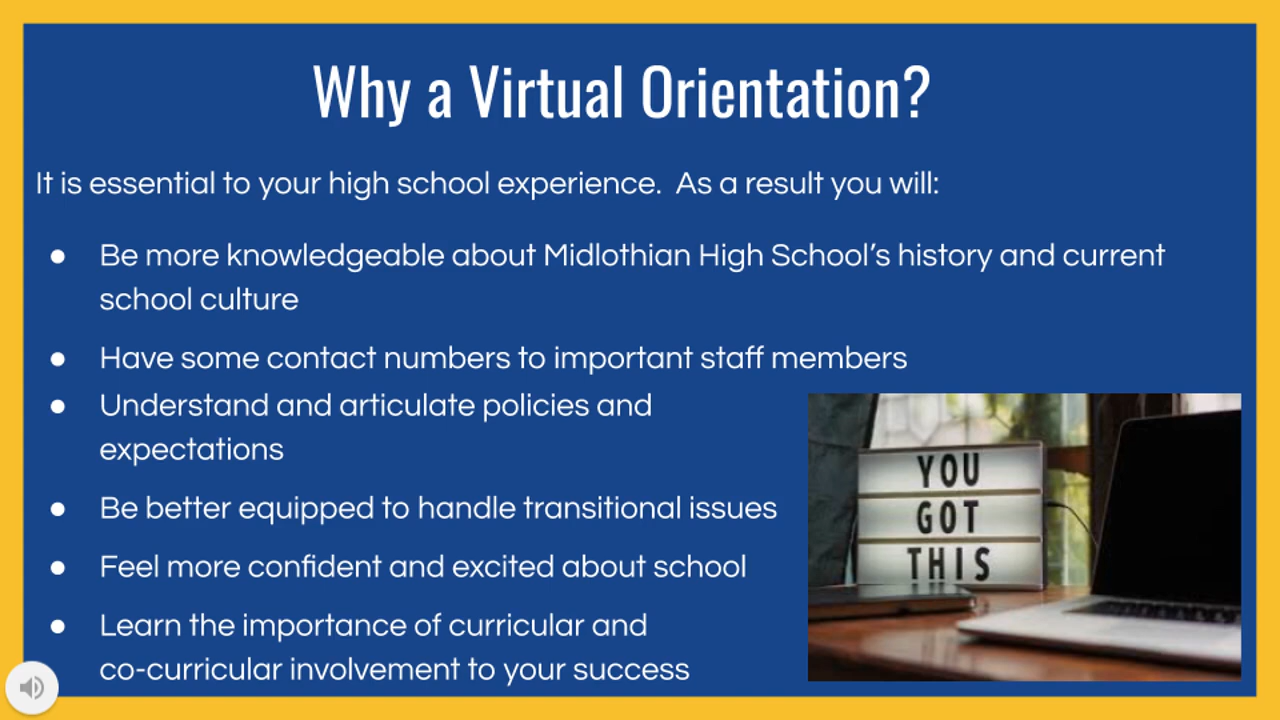 Why a Virtual Orientation?
It is essential to your high school experience.  As a result you will:
● Be more knowledgeable about Midlothian High School’s history and current
school culture
● Have some contact numbers to important staff members
● Understand and articulate policies and
expectations
● Be better equipped to handle transitional issues
● Feel more confident and excited about school
● Learn the importance of curricular and
co-curricular involvement to your success
YOU
GOT
THIS